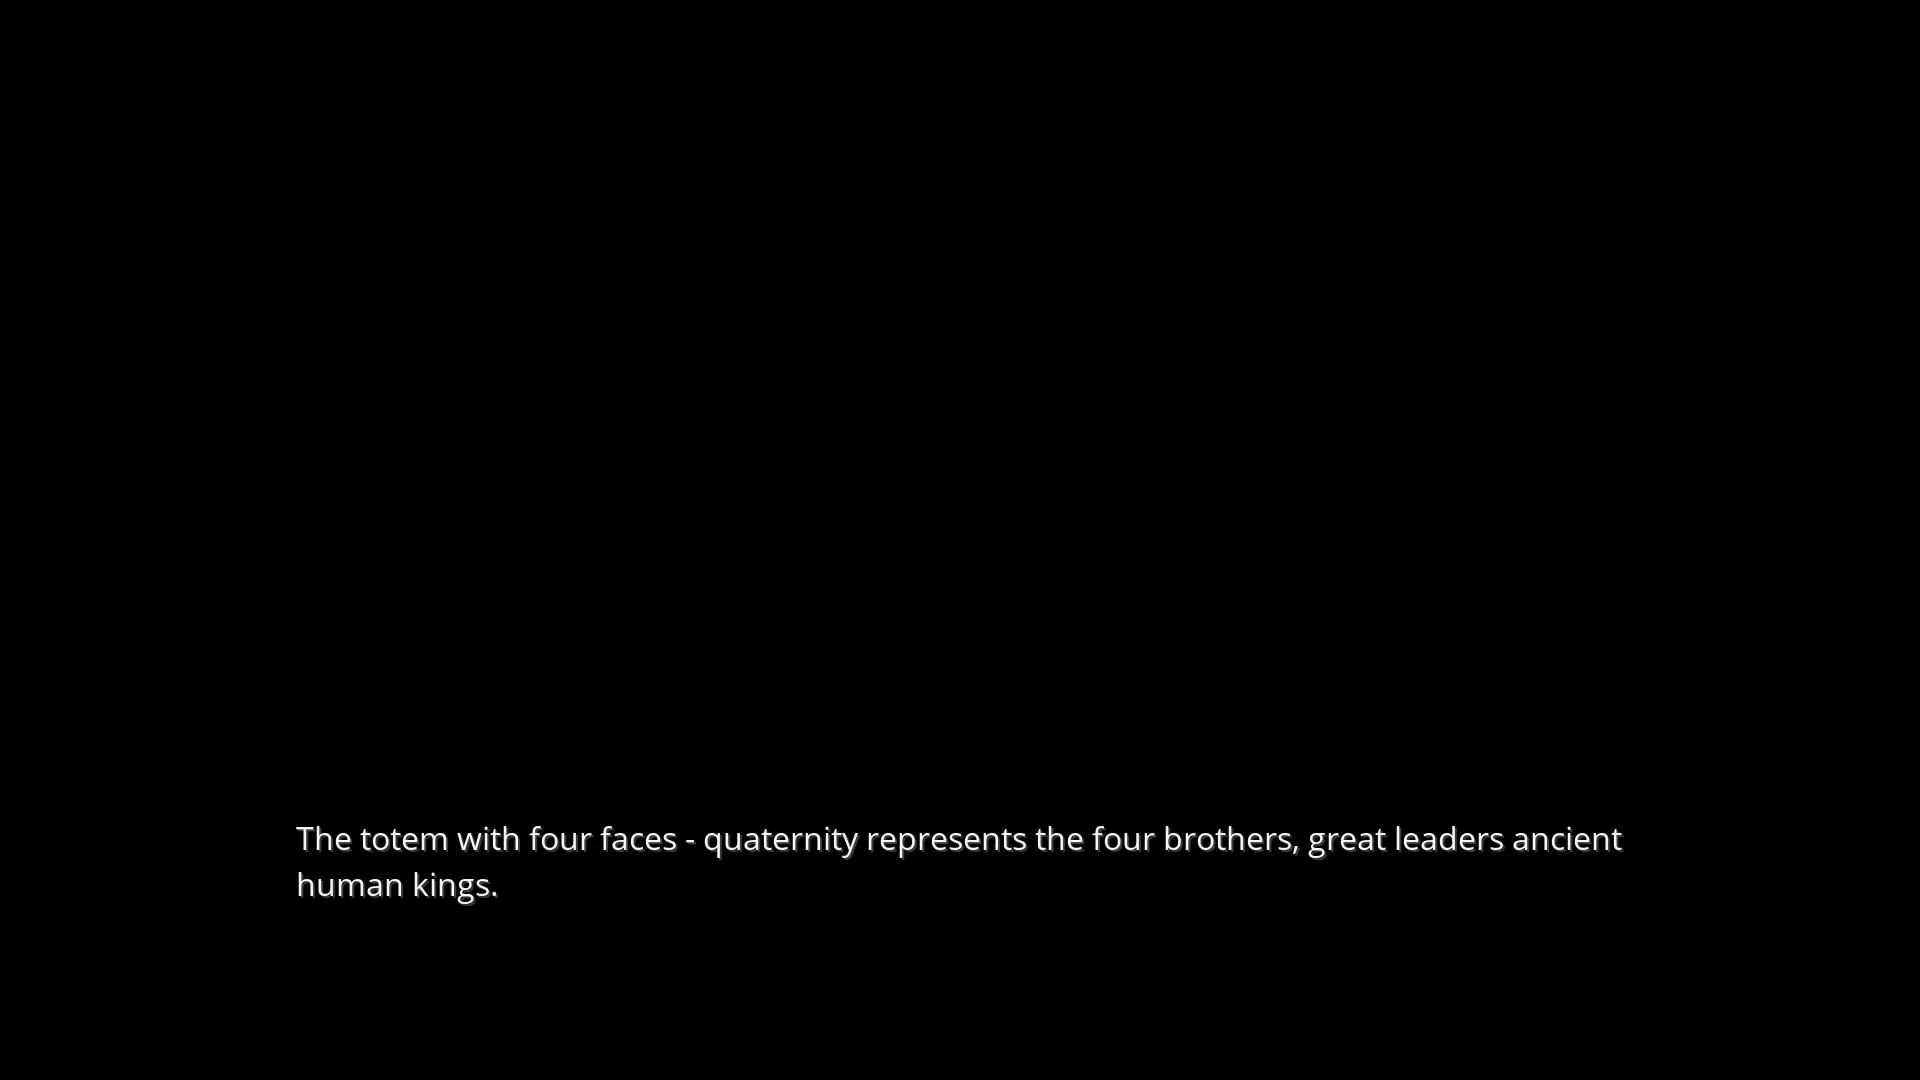 The totem with four faces - quaternity represents the four brothers, great leaders ancient
human kings.